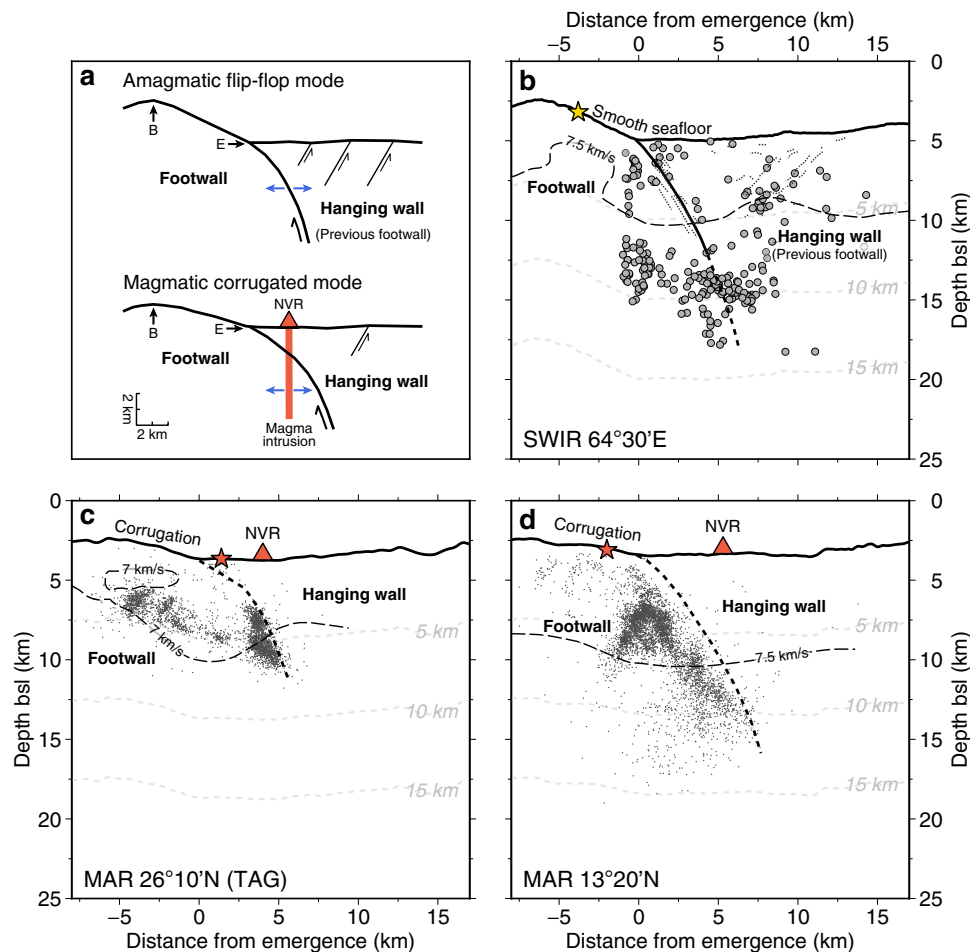 Distance from emergence (km)
−5 0 5 10 15
a
Amagmatic flip-flop mode
B
E
Footwall
Hanging wall
(Previous footwall)
Magmatic corrugated mode
NVR
B
E
Footwall
Hanging wall
Magma
intrusion
2 km
2 km
b
Smooth seafloor
7.5 km/s
Footwall
Hanging wall
(Previous footwall)
5 km
10 km
15 km
SWIR 64°30'E
0
5
10
15
20
25
Depth bsl (km)
c
Corrugation
NVR
7 km/s
Hanging wall
7 km/s
Footwall
5 km
10 km
15 km
MAR 26°10'N (TAG)
0
5
10
15
20
25
Depth bsl (km)
−5 0 5 10 15
Distance from emergence (km)
d
Corrugation
NVR
Hanging wall
Footwall
7.5 km/s
5 km
10 km
15 km
MAR 13°20'N
0
5
10
15
20
25
Depth bsl (km)
−5 0 5 10 15
Distance from emergence (km)